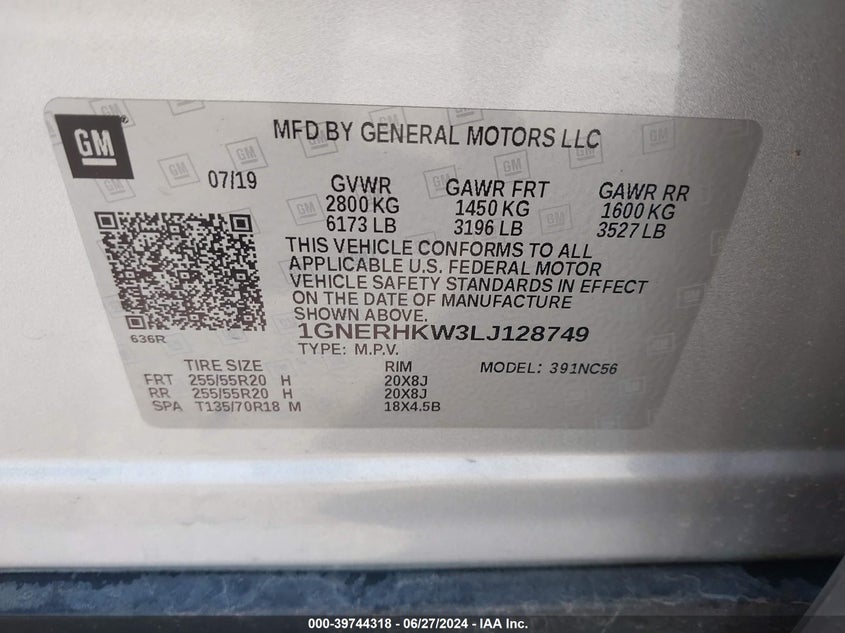 GM
MFD BY GENERAL MOTORS LLC
07/19
GVWR GAWR FRT GAWR RR
2800 KG 1450 KG 1600 KG
6173 LB 3196 LB 3527 LB
THIS VEHICLE CONFORMS TO ALL
APPLICABLE U.S. FEDERAL MOTOR
VEHICLE SAFETY STANDARDS IN EFFECT
ON THE DATE OF MANUFACTURE
SHOWN ABOVE.
636R
1GNERHKW3LJ128749
TYPE: M.P.V.
TIRE SIZE RIM MODEL: 391NC56
FRT 255/55R20 H 20X8J
RR 255/55R20 H 20X8J
SPA T135/70R18 M 18X4.5B
000-39744318 - 06/27/2024 - IAA Inc.